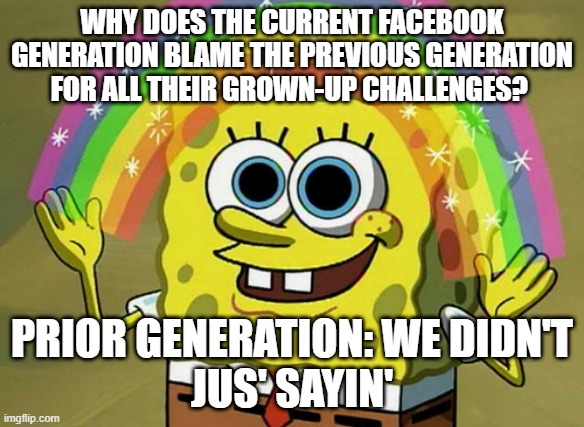 WHY DOES THE CURRENT FACEBOOK
GENERATION BLAME THE PREVIOUS GENERATION
FOR ALL THEIR GROWN-UP CHALLENGES?
PRIOR GENERATION: WE DIDN'T
JUS' SAYIN'
imgflip.com